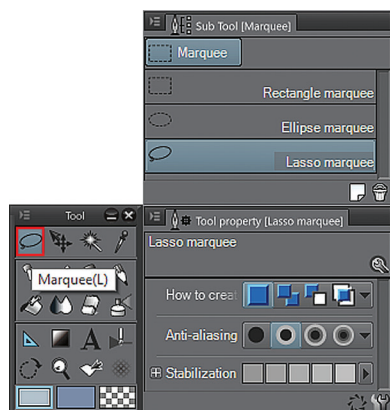 Sub Tool [Marquee]
Marquee
Rectangle marquee
Ellipse marquee
Lasso marquee
Tool
Marquee(L)
A
Tool property [Lasso marquee]
Lasso marquee
How to creat
Anti-aliasing
Stabilization